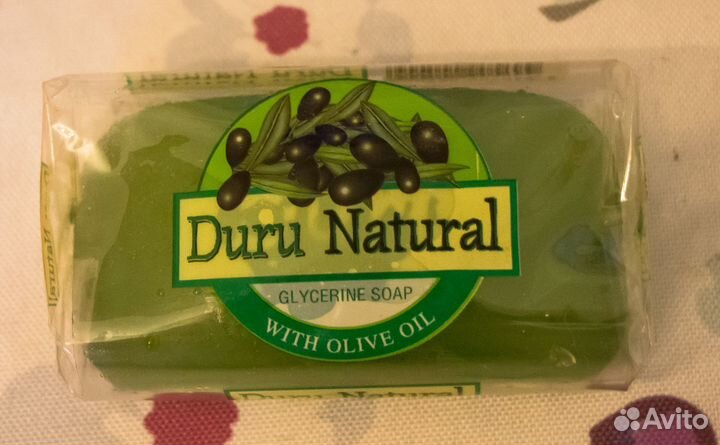 Duru Natural
GLYCERINE SOAP
WITH OLIVE OIL
Duru Natural
Avito